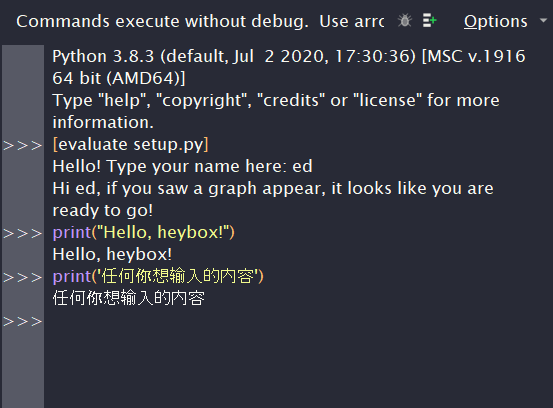 Commands execute without debug.  Use arrc Options
Python 3.8.3 (default, Jul  2 2020, 17:30:36) [MSC v.1916
64 bit (AMD64)]
Type "help", "copyright", "credits" or "license" for more
information.
>>> [evaluate setup.py]
Hello! Type your name here: ed
Hi ed, if you saw a graph appear, it looks like you are
ready to go!
>>> print("Hello, heybox!")
Hello, heybox!
>>> print('任何你想输入的内容')
任何你想输入的内容
>>>